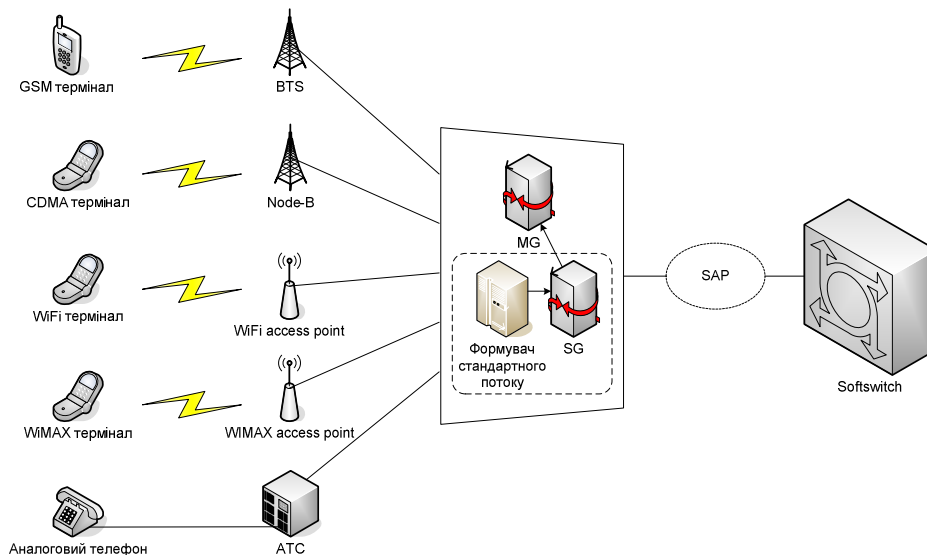 GSM термінал
BTS
CDMA термінал
Node-B
MG
SAP
WiFi термінал
WiFi access point
Формувач
стандартного
потоку
SG
Softswitch
WiMAX термінал
WIMAX access point
Аналоговий телефон
АТС